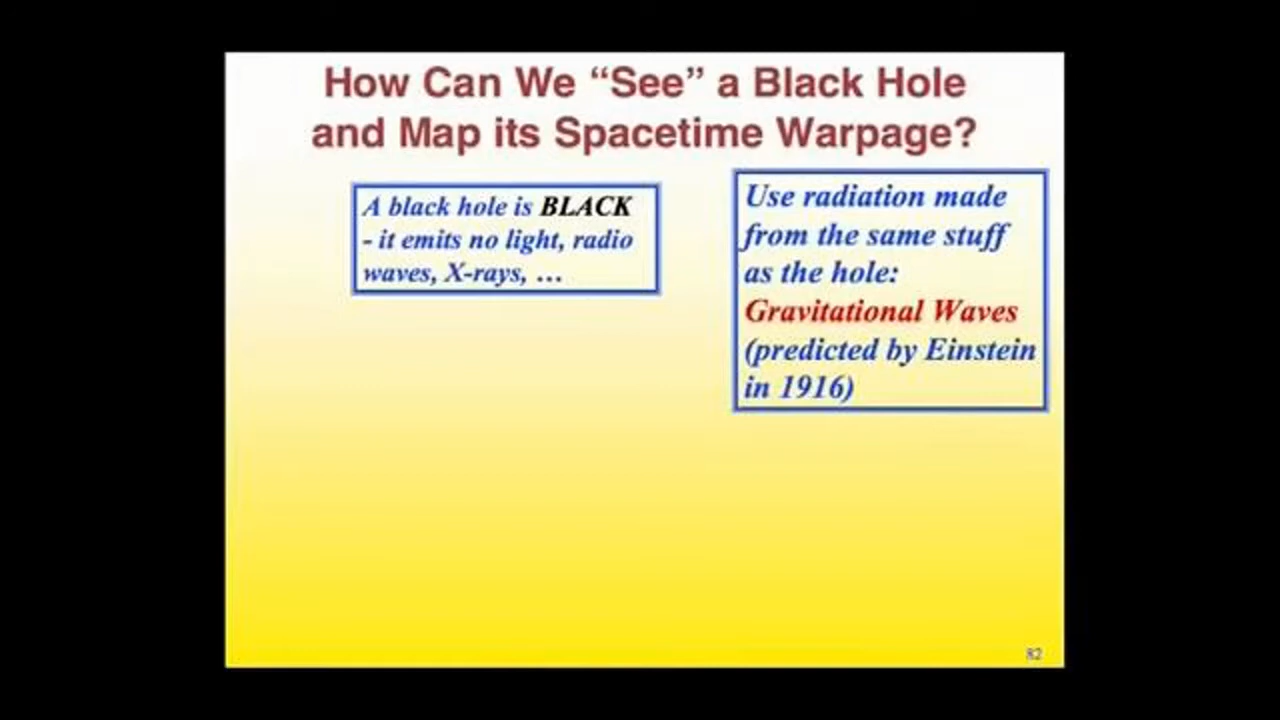 How Can We “See” a Black Hole
and Map its Spacetime Warpage?
A black hole is BLACK
- it emits no light, radio
waves, X-rays, …
Use radiation made
from the same stuff
as the hole:
Gravitational Waves
(predicted by Einstein
in 1916)
82